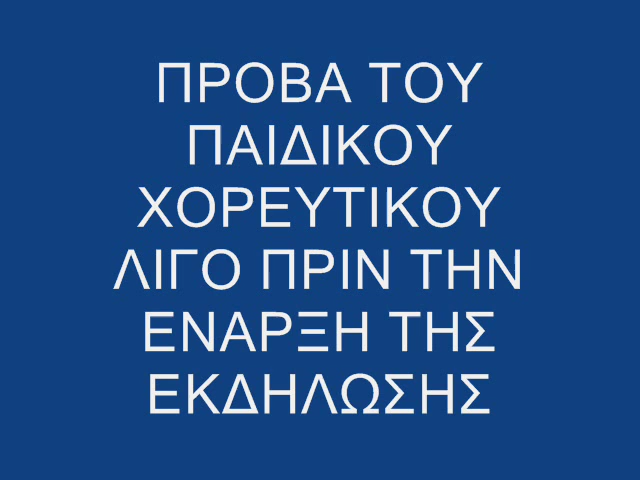 ΠΡΟΒΑ ΤΟΥ
ΠΑΙΔΙΚΟΥ
ΧΟΡΕΥΤΙΚΟΥ
ΛΙΓΟ ΠΡΙΝ ΤΗΝ
ΕΝΑΡΞΗ ΤΗΣ
ΕΚΔΗΛΩΣΗΣ